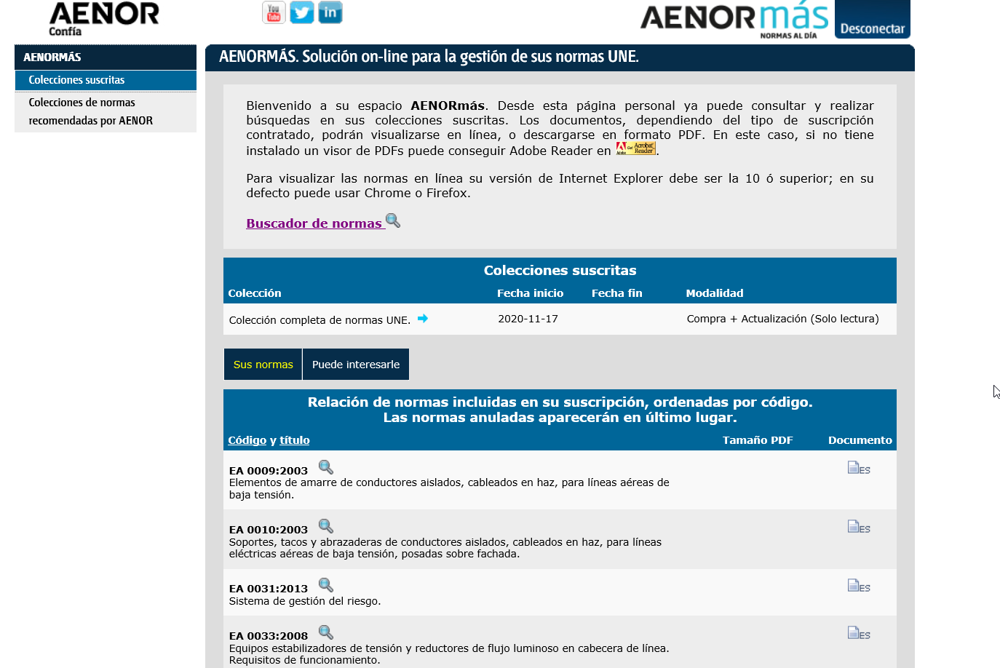 AENOR
Confía
You
Tube
in
AENORmás
NORMAS AL DÍA
Desconectar
AENORMÁS
Colecciones suscritas
Colecciones de normas
recomendadas por AENOR
AENORMÁS. Solución on-line para la gestión de sus normas UNE.
Bienvenido a su espacio AENORmás. Desde esta página personal ya puede consultar y realizar
búsquedas en sus colecciones suscritas. Los documentos, dependiendo del tipo de suscripción
contratado, podrán visualizarse en línea, o descargarse en formato PDF. En este caso, si no tiene
instalado un visor de PDFs puede conseguir Adobe Reader en Adobe Get Acrobat Reader.
Para visualizar las normas en línea su versión de Internet Explorer debe ser la 10 ó superior; en su
defecto puede usar Chrome o Firefox.
Buscador de normas
Colecciones suscritas
Colección Fecha inicio Fecha fin Modalidad
Colección completa de normas UNE. 2020-11-17 Compra + Actualización (Solo lectura)
Sus normas Puede interesarle
Relación de normas incluidas en su suscripción, ordenadas por código.
Las normas anuladas aparecerán en último lugar.
Código y título Tamaño PDF Documento
EA 0009:2003 ES
Elementos de amarre de conductores aislados, cableados en haz, para líneas aéreas de
baja tensión.
EA 0010:2003 ES
Soportes, tacos y abrazaderas de conductores aislados, cableados en haz, para líneas
eléctricas aéreas de baja tensión, posadas sobre fachada.
EA 0031:2013 ES
Sistema de gestión del riesgo.
EA 0033:2008 ES
Equipos estabilizadores de tensión y reductores de flujo luminoso en cabecera de línea.
Requisitos de funcionamiento.